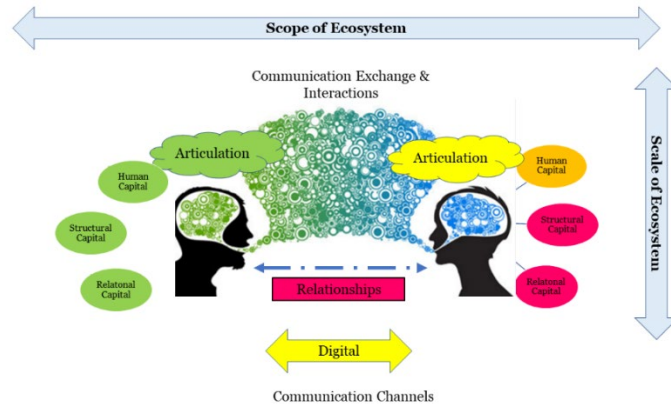 Scope of Ecosystem
Communication Exchange &
Interactions
Scale of Ecosystem
Articulation
Articulation
Human
Capital
Human
Capital
Structural
Capital
Structural
Capital
Relatonal
Capital
Relatonal
Capital
Relationships
Digital
Communication Channels